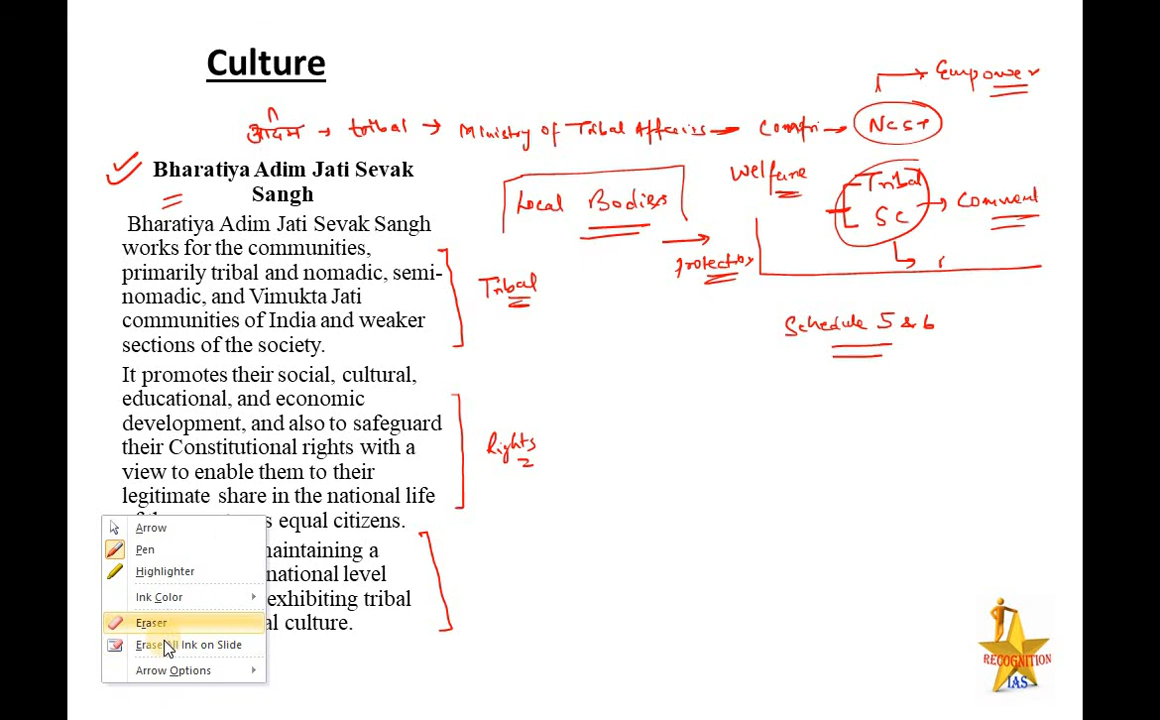 Culture
Empower
आदिम → tribal → Ministry of Tribal Affairs → → NCST
Bharatiya Adim Jati Sevak
Sangh
Welfare
Tribal
SC
Local Bodies
Protection
Bharatiya Adim Jati Sevak Sangh
works for the communities,
primarily tribal and nomadic, semi-
nomadic, and Vimukta Jati
communities of India and weaker
sections of the society.
Tribal
Schedule 5 & 6
It promotes their social, cultural,
educational, and economic
development, and also to safeguard
their Constitutional rights with a
view to enable them to their
legitimate share in the national life
equal citizens.
Rights
maintaining a
national level
exhibiting tribal
culture.
Arrow
Pen
Highlighter
Ink Color
Eraser
Erase All Ink on Slide
Arrow Options
RECOGNITION
IAS